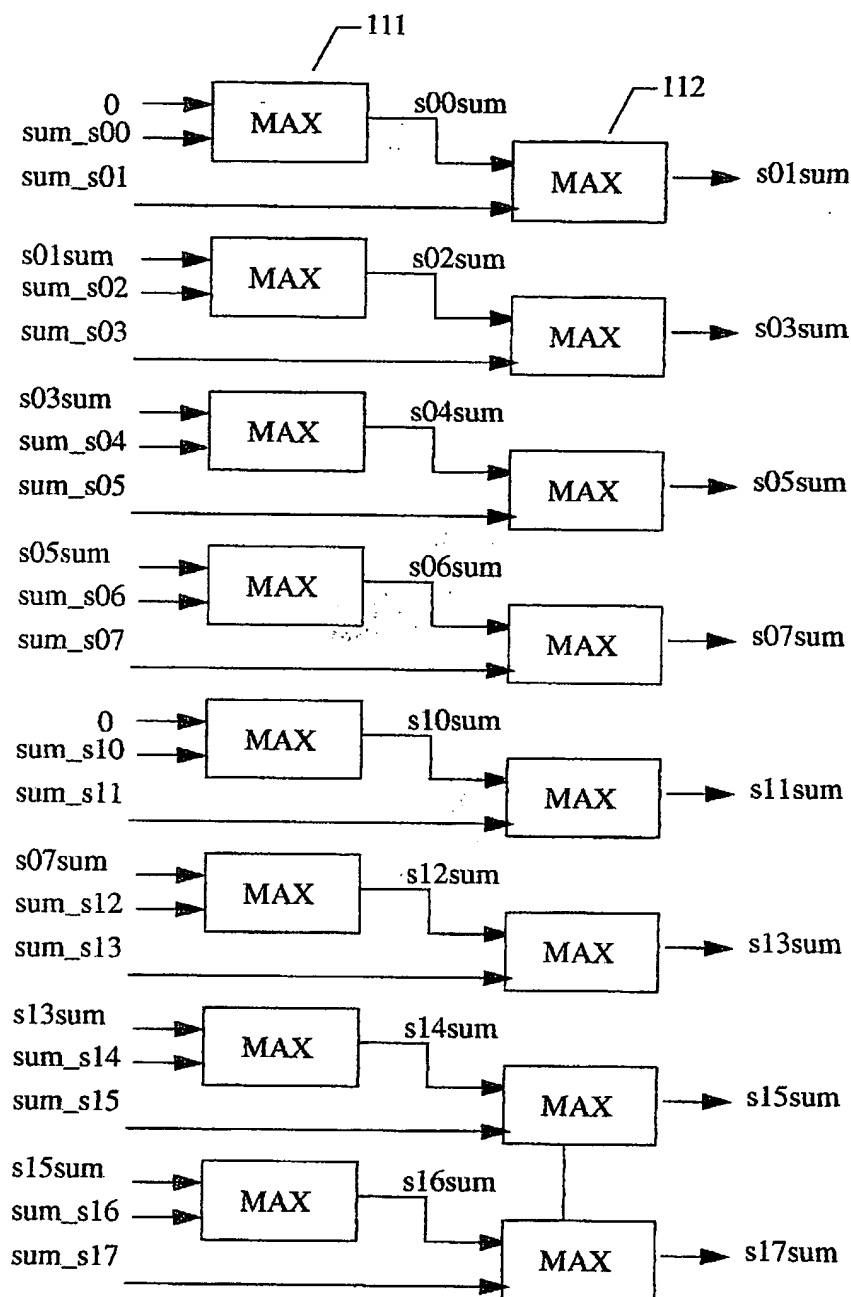 111
0
MAX
s00sum
112
sum_s00
sum_s01
MAX
s01sum
s01sum
MAX
s02sum
sum_s02
sum_s03
MAX
s03sum
s03sum
MAX
s04sum
sum_s04
sum_s05
MAX
s05sum
s05sum
MAX
s06sum
sum_s06
sum_s07
MAX
s07sum
0
MAX
s10sum
sum_s10
sum_s11
MAX
s11sum
s07sum
MAX
s12sum
sum_s12
sum_s13
MAX
s13sum
s13sum
MAX
s14sum
sum_s14
sum_s15
MAX
s15sum
s15sum
MAX
s16sum
sum_s16
sum_s17
MAX
s17sum